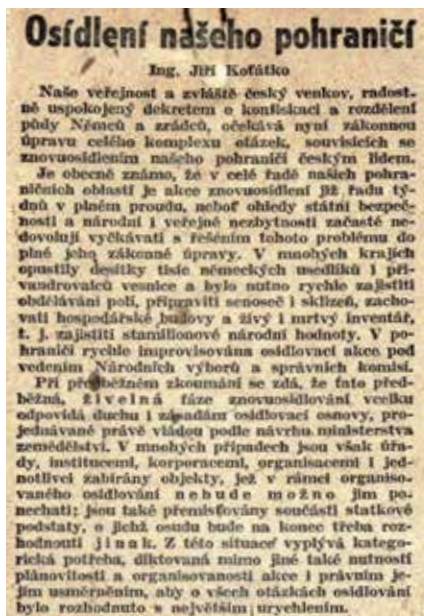 Osídlení našeho pohraničí
Ing. Jiří Koťátko
Naše veřejnost a zvláště český venkov, radost-
ně uspokojený dekretem o konfiskaci a rozdělení
půdy Němců a zrádců, očekává nyní zákonnou
úpravu celého komplexu otázek, souvisících se
znovuosídlením našeho pohraničí českým lidem.
Je obecně známo, že v celé řadě našich pohra-
ničních oblastí je akce znovuosídlení již řadu tý-
dnů v plném proudu, neboť ohledy státní bezpeč-
nosti a národní i veřejné nezbytnosti začasté ne-
dovolují vyčkávati s řešením tohoto problému do
plné jeho zákonné úpravy. V mnohých krajích
opustily desítky tisíc německých usedlíků i při-
vandrovalců vesnice a bylo nutno rychle zajistiti
obdělávání polí, připraviti senoseč i sklizeň, zacho-
vati hospodářské budovy a živý i mrtvý inventář,
t. j. zajistiti stamilionové národní hodnoty. V po-
hraničí rychle improvisována osidlovací akce pod
vedením Národních výborů a správních komisí.
Při předběžném zkoumání se zdá, že tato před-
běžná, živelná fáze znovuosidlování vcelku
odpovídá duchu i zásadám osidlovací osnovy, pro-
jednávané právě vládou podle návrhu ministerstva
zemědělství. V mnohých případech jsou však úřa-
dy, institucemi, korporacemi, organisacemi i jed-
notlivci zabírány objekty, jež v rámci organiso-
vaného osidlování nebude možno jim po-
nechati; jsou také přemisťovány součásti statkové
podstaty, o jichž osudu bude na konec třeba roz-
hodnouti jinak. Z této situace vyplývá katego-
rická potřeba, diktovaná mimo jiné také nutností
plánovitosti a organisovanosti akce i právním je-
jím usměrněním, aby o všech otázkách osidlování
bylo rozhodnuto s největším urychlením.